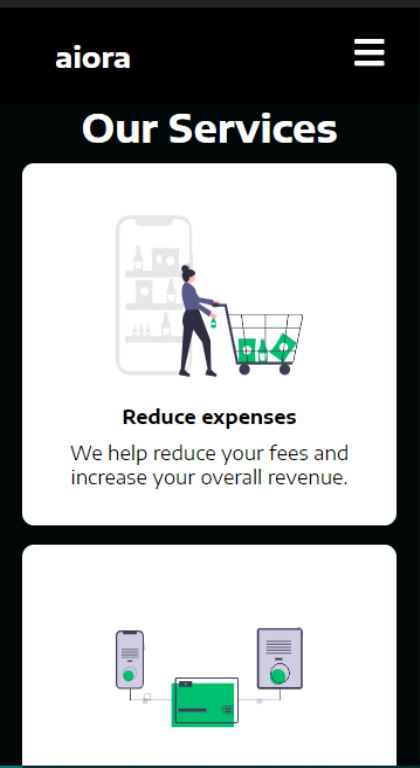 aiora
Our Services
Reduce expenses
We help reduce your fees and
increase your overall revenue.